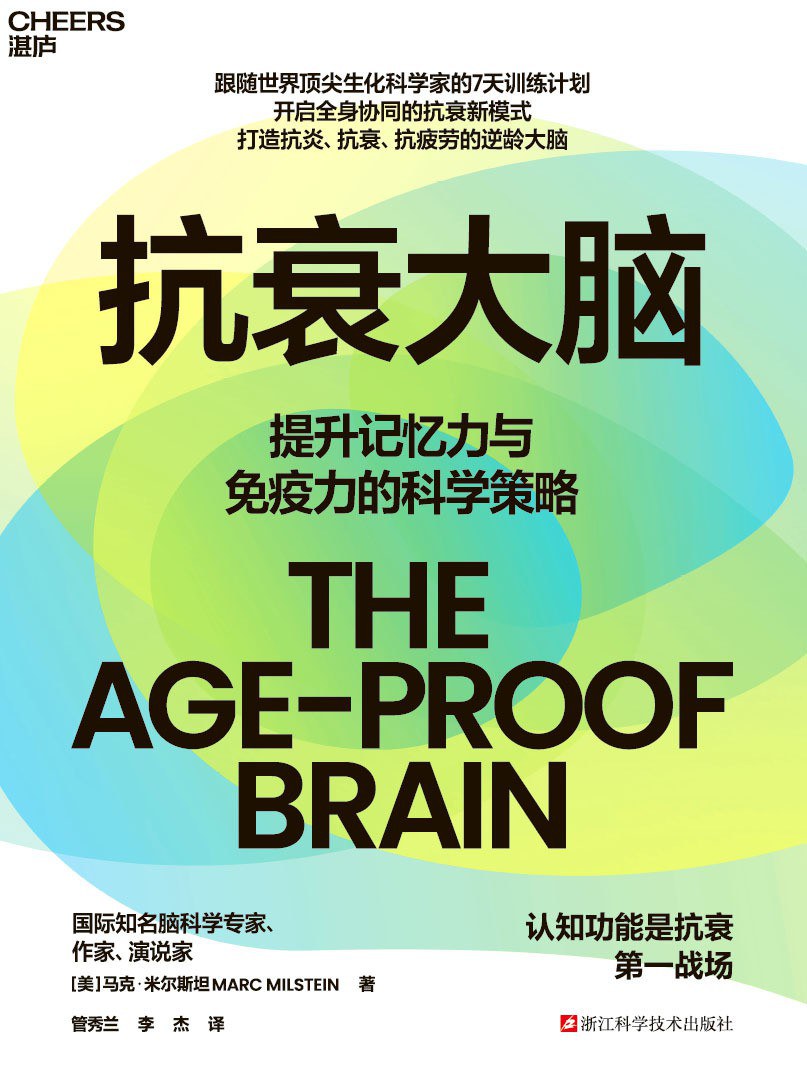 CHEERS
湛庐
跟随世界顶尖生化科学家的7天训练计划
开启全身协同的抗衰新模式
打造抗炎、抗衰、抗疲劳的逆龄大脑
抗衰大脑
提升记忆力与
免疫力的科学策略
THE
AGE-PROOF
BRAIN
国际知名脑科学专家、
作家、演说家
[美]马克·米尔斯坦 MARC MILSTEIN 著
管秀兰 李 杰 译
认知功能是抗衰
第一战场
浙江科学技术出版社